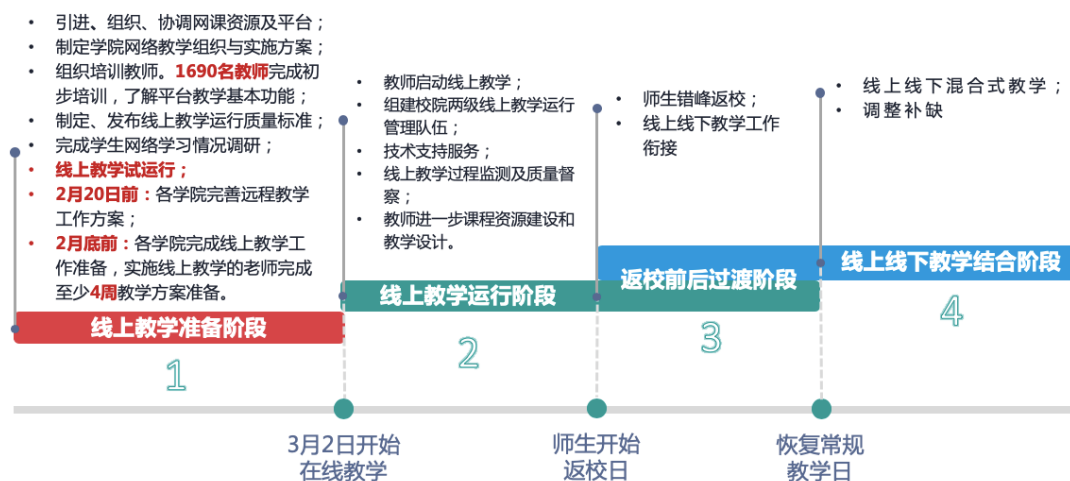 • 引进、组织、协调网课资源及平台；
• 制定学院网络教学组织与实施方案；
• 组织培训教师。1690名教师完成初
步培训，了解平台教学基本功能；
• 制定、发布线上教学运行质量标准；
• 完成学生网络学习情况调研；
• 线上教学试运行；
• 2月20日前：各学院完善远程教学
工作方案；
• 2月底前：各学院完成线上教学工
作准备，实施线上教学的老师完成
至少4周教学方案准备。
线上教学准备阶段
1
• 教师启动线上教学；
• 组建校院两级线上教学运行
管理队伍；
• 技术支持服务；
• 线上教学过程监测及质量督
察；
• 教师进一步课程资源建设和
教学设计。
线上教学运行阶段
2
• 师生错峰返校；
• 线上线下教学工作
衔接
返校前后过渡阶段
3
• 线上线下混合式教学；
• 调整补缺
线上线下教学结合阶段
4
3月2日开始
在线教学
师生开始
返校日
恢复常规
教学日